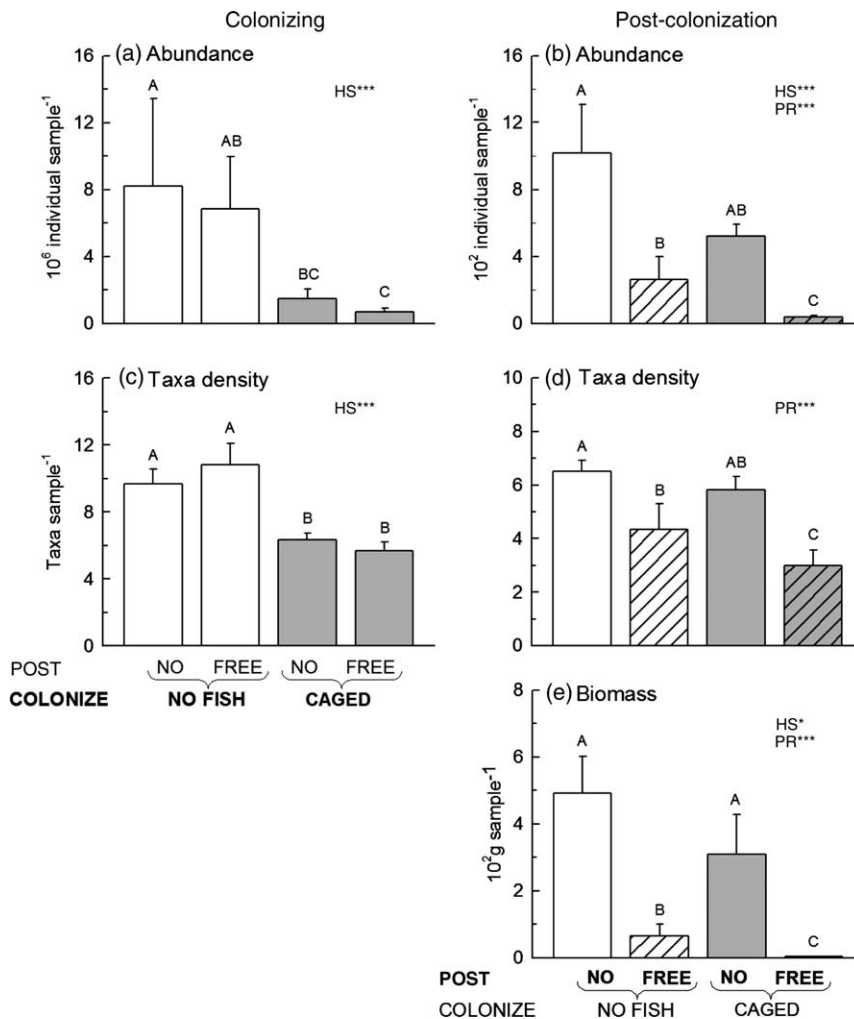 Colonizing
Post-colonization
(a) Abundance
HS***
10⁶ individual sample⁻¹
16
12
8
4
0
A
AB
BC
C
(b) Abundance
HS***
PR***
10² individual sample⁻¹
16
12
8
4
0
A
B
AB
C
(c) Taxa density
HS***
Taxa sample⁻¹
16
12
8
4
0
A
A
B
B
POST NO FREE NO FREE
COLONIZE NO FISH CAGED
(d) Taxa density
PR***
10
8
6
4
2
0
A
B
AB
C
(e) Biomass
HS*
PR***
10²g sample⁻¹
8
6
4
2
0
A
B
A
C
POST NO FREE NO FREE
COLONIZE NO FISH CAGED